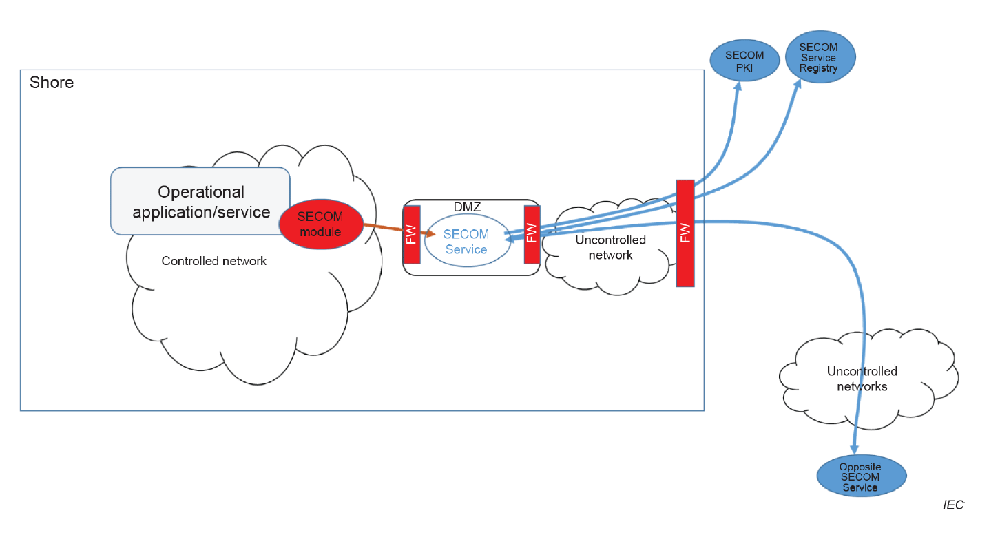 SECOM
PKI
SECOM
Service
Registry
Shore
Operational
application/service
SECOM
module
Controlled network
DMZ
FW
SECOM
Service
FW
Uncontrolled
network
FW
Uncontrolled
networks
Opposite
SECOM
Service
IEC